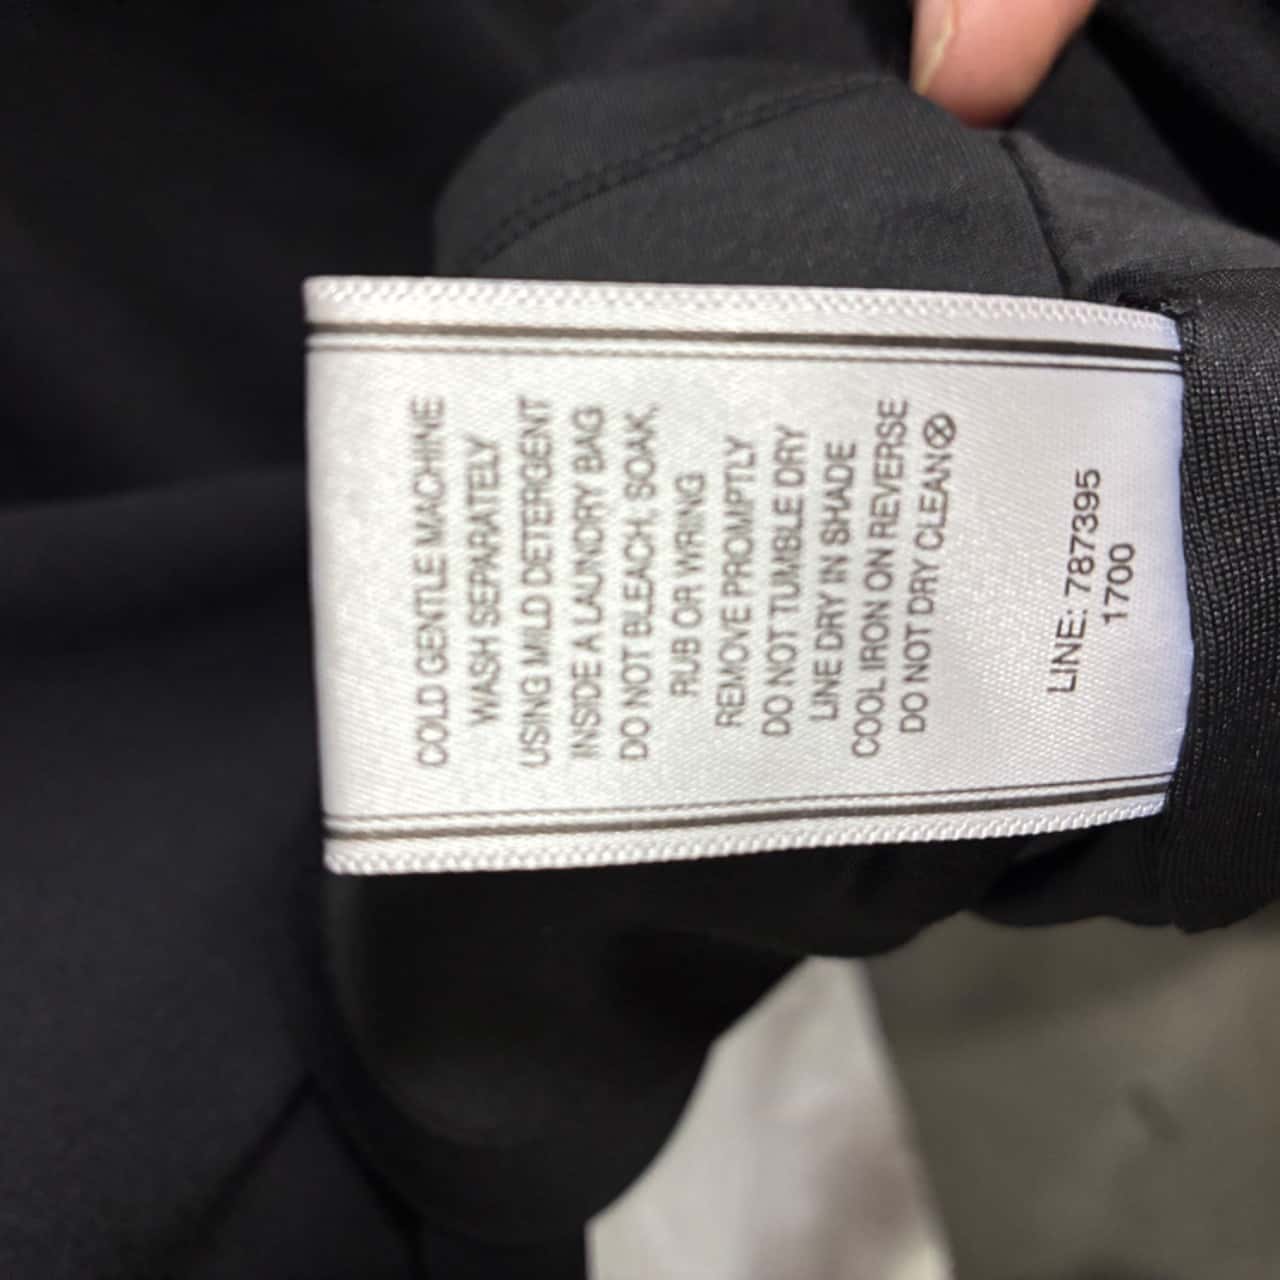 COLD GENTLE MACHINE
WASH SEPARATELY
USING MILD DETERGENT
INSIDE A LAUNDRY BAG
DO NOT BLEACH, SOAK,
RUB OR WRING
REMOVE PROMPTLY
DO NOT TUMBLE DRY
LINE DRY IN SHADE
COOL IRON ON REVERSE
DO NOT DRY CLEAN
LINE: 787395
1700